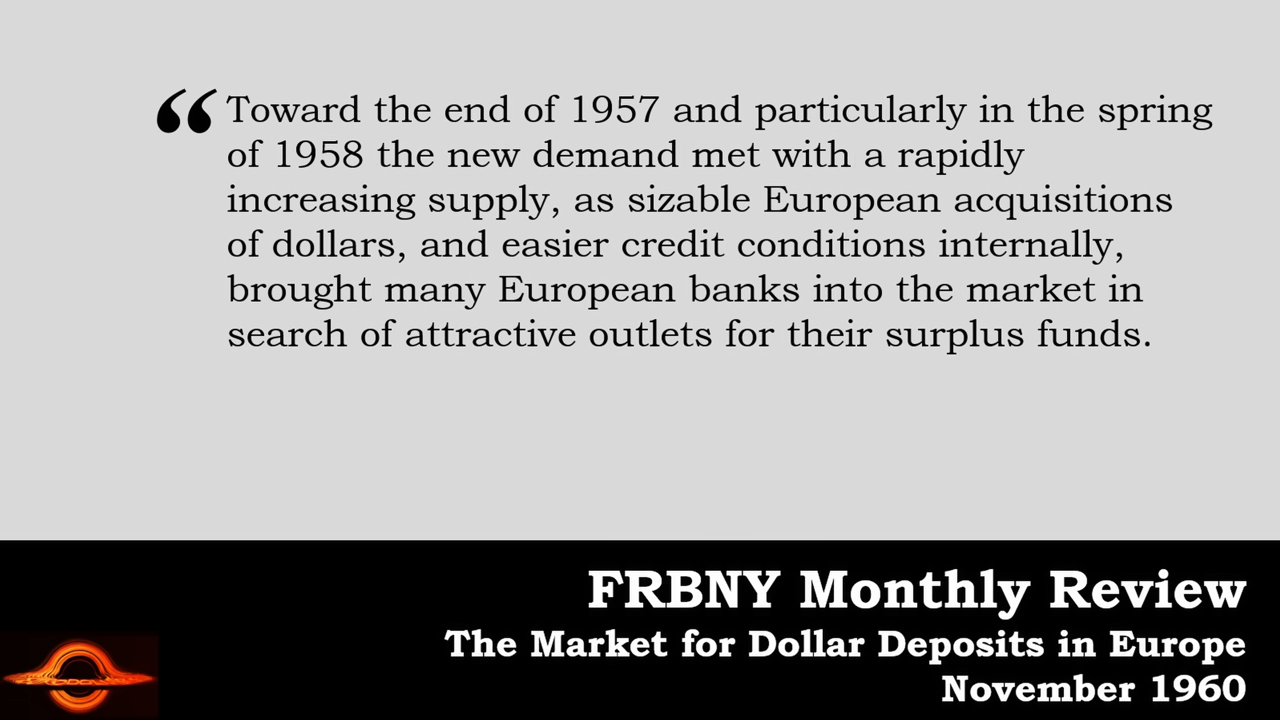 “Toward the end of 1957 and particularly in the spring
of 1958 the new demand met with a rapidly
increasing supply, as sizable European acquisitions
of dollars, and easier credit conditions internally,
brought many European banks into the market in
search of attractive outlets for their surplus funds.
FRBNY Monthly Review
The Market for Dollar Deposits in Europe
November 1960